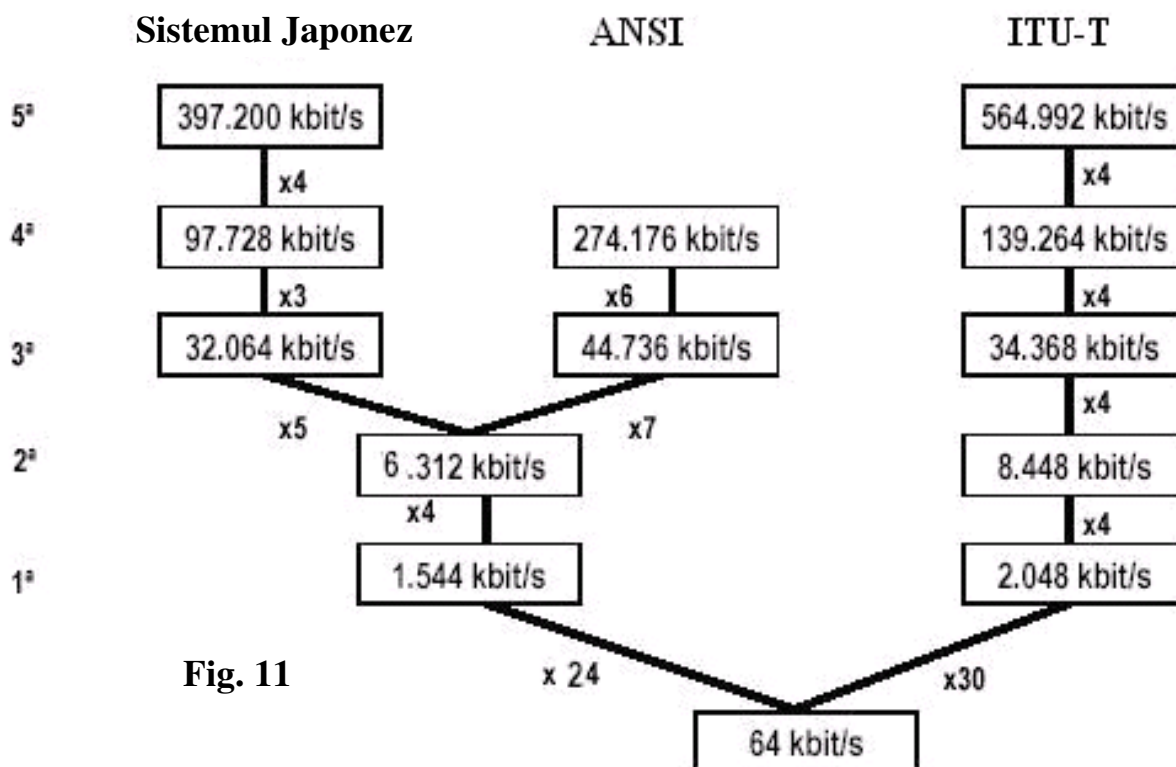 Sistemul Japonez ANSI ITU-T
5ª 397.200 kbit/s 564.992 kbit/s
x4 x4
4ª 97.728 kbit/s 274.176 kbit/s 139.264 kbit/s
x3 x6 x4
3ª 32.064 kbit/s 44.736 kbit/s 34.368 kbit/s
x5 x7 x4
2ª 6.312 kbit/s 8.448 kbit/s
x4 x4
1ª 1.544 kbit/s 2.048 kbit/s
Fig. 11 x 24 x30
64 kbit/s